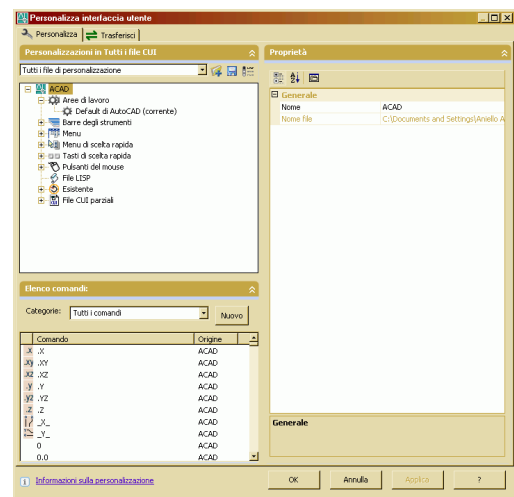 Personalizza interfaccia utente
Personalizza
Trasferisci
Personalizzazioni in Tutti i file CUI
Tutti i file di personalizzazione
ACAD
Aree di lavoro
Default di AutoCAD (corrente)
Barre degli strumenti
Menu
Menu di scelta rapida
Tasti di scelta rapida
Pulsanti del mouse
File LISP
Esistente
File CUI parziali
Elenco comandi:
Categorie: Tutti i comandi Nuovo
Comando Origine
.X .X ACAD
.XY .XY ACAD
.XZ .XZ ACAD
.Y .Y ACAD
.YZ .YZ ACAD
.Z .Z ACAD
_X_ ACAD
_Y_ ACAD
0 ACAD
0.0 ACAD
Informazioni sulla personalizzazione
Proprietà
Generale
Nome ACAD
Nome file C:\Documents and Settings\Aniello A
Generale
OK Annulla Applica ?